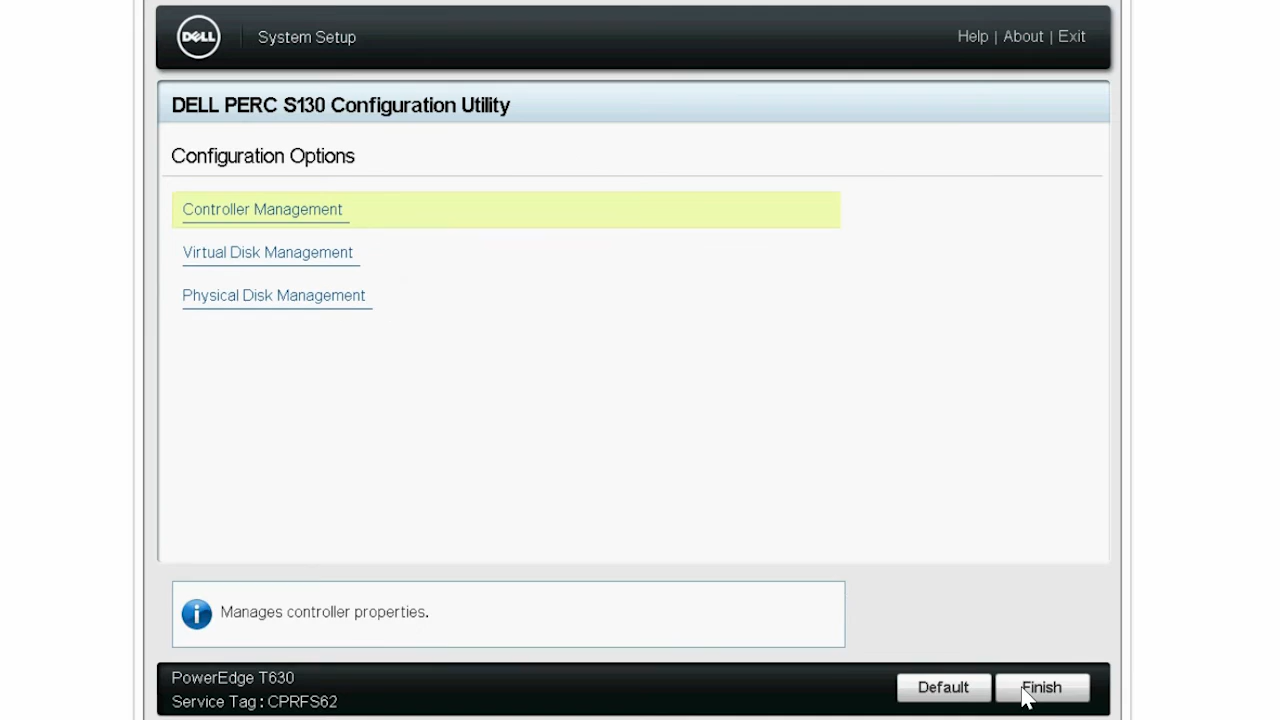 DELL
System Setup
Help | About | Exit
DELL PERC S130 Configuration Utility
Configuration Options
Controller Management
Virtual Disk Management
Physical Disk Management
i
Manages controller properties.
PowerEdge T630
Service Tag : CPRFS62
Default
Finish